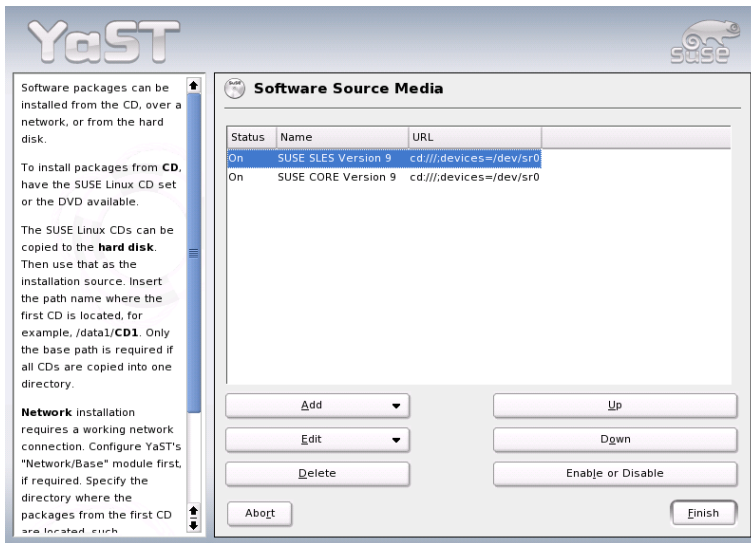 YaST
SUSE
Software packages can be
installed from the CD, over a
network, or from the hard
disk.
To install packages from CD,
have the SUSE Linux CD set
or the DVD available.
The SUSE Linux CDs can be
copied to the hard disk.
Then use that as the
installation source. Insert
the path name where the
first CD is located, for
example, /data1/CD1. Only
the base path is required if
all CDs are copied into one
directory.
Network installation
requires a working network
connection. Configure YaST's
"Network/Base" module first,
if required. Specify the
directory where the
packages from the first CD
are located, such
Software Source Media
Status Name URL
On SUSE SLES Version 9 cd:///;devices=/dev/sr0
On SUSE CORE Version 9 cd:///;devices=/dev/sr0
Add Up
Edit Down
Delete Enable or Disable
Abort Finish